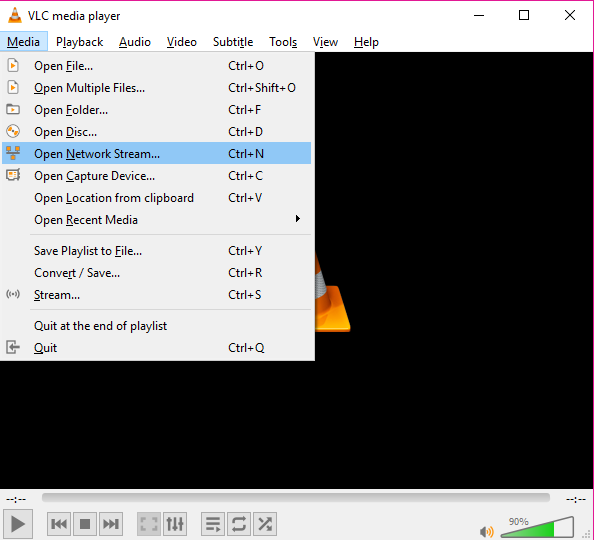 VLC media player
Media Playback Audio Video Subtitle Tools View Help
Open File... Ctrl+O
Open Multiple Files... Ctrl+Shift+O
Open Folder... Ctrl+F
Open Disc... Ctrl+D
Open Network Stream... Ctrl+N
Open Capture Device... Ctrl+C
Open Location from clipboard Ctrl+V
Open Recent Media
Save Playlist to File... Ctrl+Y
Convert / Save... Ctrl+R
Stream... Ctrl+S
Quit at the end of playlist
Quit Ctrl+Q
--:-- --:--
90%